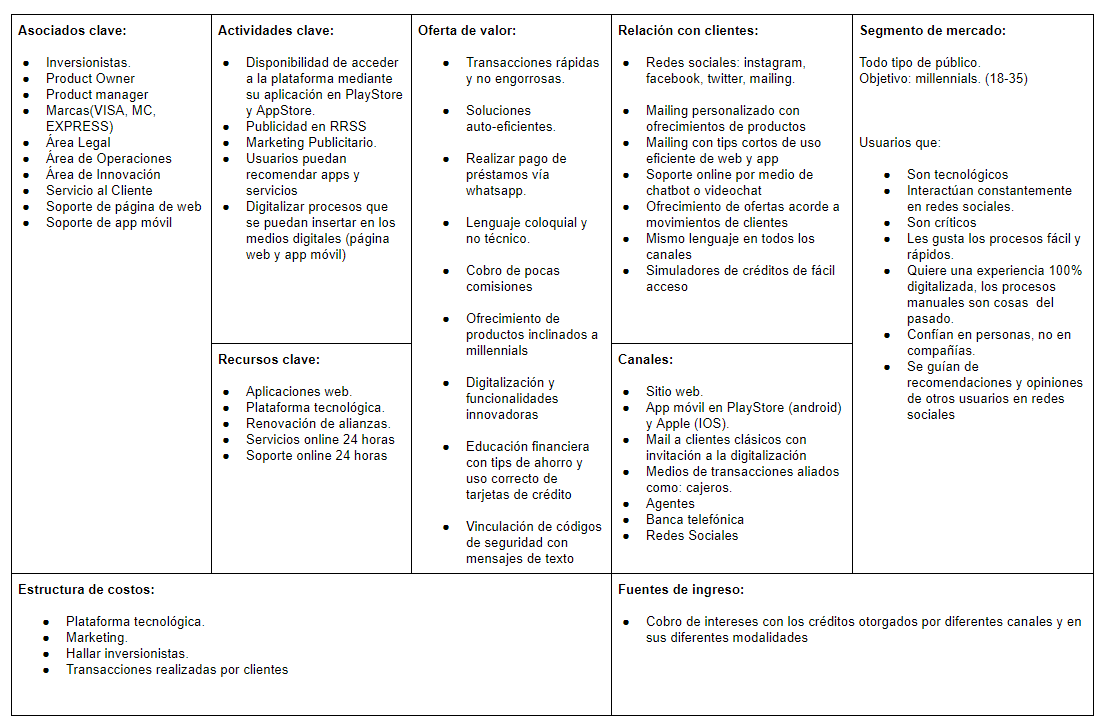 Asociados clave:
Inversionistas.
Product Owner
Product manager
Marcas(VISA, MC,
EXPRESS)
Área Legal
Área de Operaciones
Área de Innovación
Servicio al Cliente
Soporte de página de web
Soporte de app móvil
Actividades clave:
Disponibilidad de acceder
a la plataforma mediante
su aplicación en PlayStore
y AppStore.
Publicidad en RRSS
Marketing Publicitario.
Usuarios puedan
recomendar apps y
servicios
Digitalizar procesos que
se puedan insertar en los
medios digitales (página
web y app móvil)
Recursos clave:
Aplicaciones web.
Plataforma tecnológica.
Renovación de alianzas.
Servicios online 24 horas
Soporte online 24 horas
Oferta de valor:
Transacciones rápidas
y no engorrosas.
Soluciones
auto-eficientes.
Realizar pago de
préstamos vía
whatsapp.
Lenguaje coloquial y
no técnico.
Cobro de pocas
comisiones
Ofrecimiento de
productos inclinados a
millennials
Digitalización y
funcionalidades
innovadoras
Educación financiera
con tips de ahorro y
uso correcto de
tarjetas de crédito
Vinculación de códigos
de seguridad con
mensajes de texto
Relación con clientes:
Redes sociales: instagram,
facebook, twitter, mailing.
Mailing personalizado con
ofrecimientos de productos
Mailing con tips cortos de uso
eficiente de web y app
Soporte online por medio de
chatbot o videochat
Ofrecimiento de ofertas acorde a
movimientos de clientes
Mismo lenguaje en todos los
canales
Simuladores de créditos de fácil
acceso
Canales:
Sitio web.
App móvil en PlayStore (android)
y Apple (IOS).
Mail a clientes clásicos con
invitación a la digitalización
Medios de transacciones aliados
como: cajeros.
Agentes
Banca telefónica
Redes Sociales
Segmento de mercado:
Todo tipo de público.
Objetivo: millennials. (18-35)
Usuarios que:
Son tecnológicos
Interactúan constantemente
en redes sociales.
Son críticos
Les gusta los procesos fácil y
rápidos.
Quiere una experiencia 100%
digitalizada, los procesos
manuales son cosas del
pasado.
Confían en personas, no en
compañías.
Se guían de
recomendaciones y opiniones
de otros usuarios en redes
sociales
Estructura de costos:
Plataforma tecnológica.
Marketing.
Hallar inversionistas.
Transacciones realizadas por clientes
Fuentes de ingreso:
Cobro de intereses con los créditos otorgados por diferentes canales y en
sus diferentes modalidades